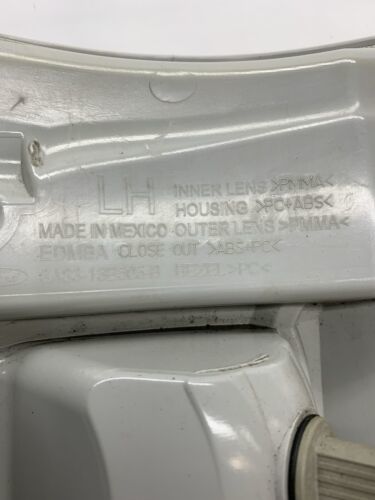 LH INNER LENS >PMMA<
HOUSING >PC+ABS<
MADE IN MEXICO OUTER LENS >PMMA<
EDMBA CLOSE OUT >ABS+PC<
>PC<